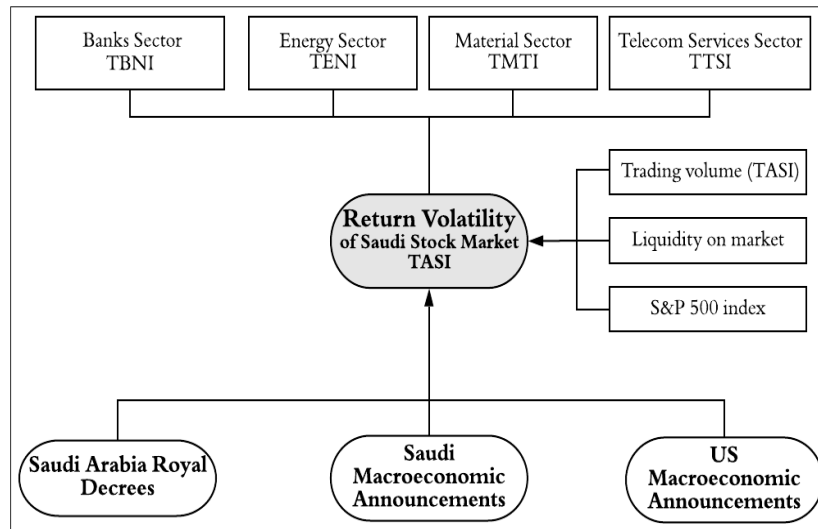 Banks Sector
TBNI
Energy Sector
TENI
Material Sector
TMTI
Telecom Services Sector
TTSI
Trading volume (TASI)
Return Volatility
of Saudi Stock Market
TASI
Liquidity on market
S&P 500 index
Saudi Arabia Royal
Decrees
Saudi
Macroeconomic
Announcements
US
Macroeconomic
Announcements